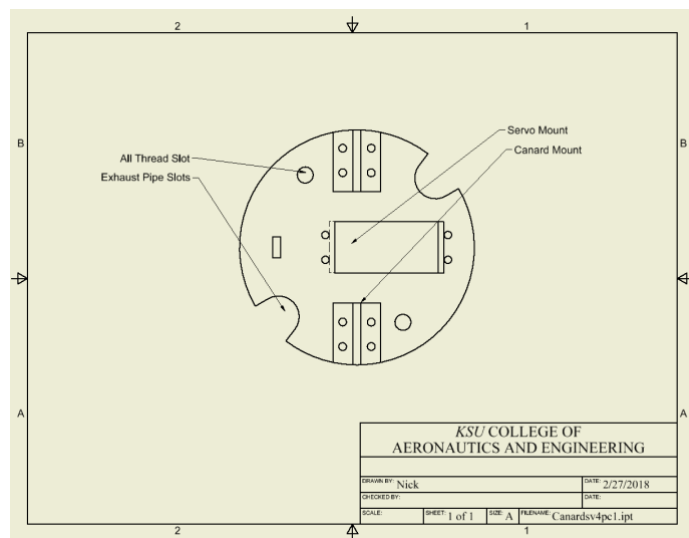 2
1
B
B
Servo Mount
Canard Mount
All Thread Slot
Exhaust Pipe Slots
A
A
KSU COLLEGE OF
AERONAUTICS AND ENGINEERING
DRAWN BY: Nick
DATE: 2/27/2018
CHECKED BY:
DATE:
SCALE:
SHEET: 1 of 1
SIZE: A
FILENAME: Canardsv4pc1.ipt
2
1